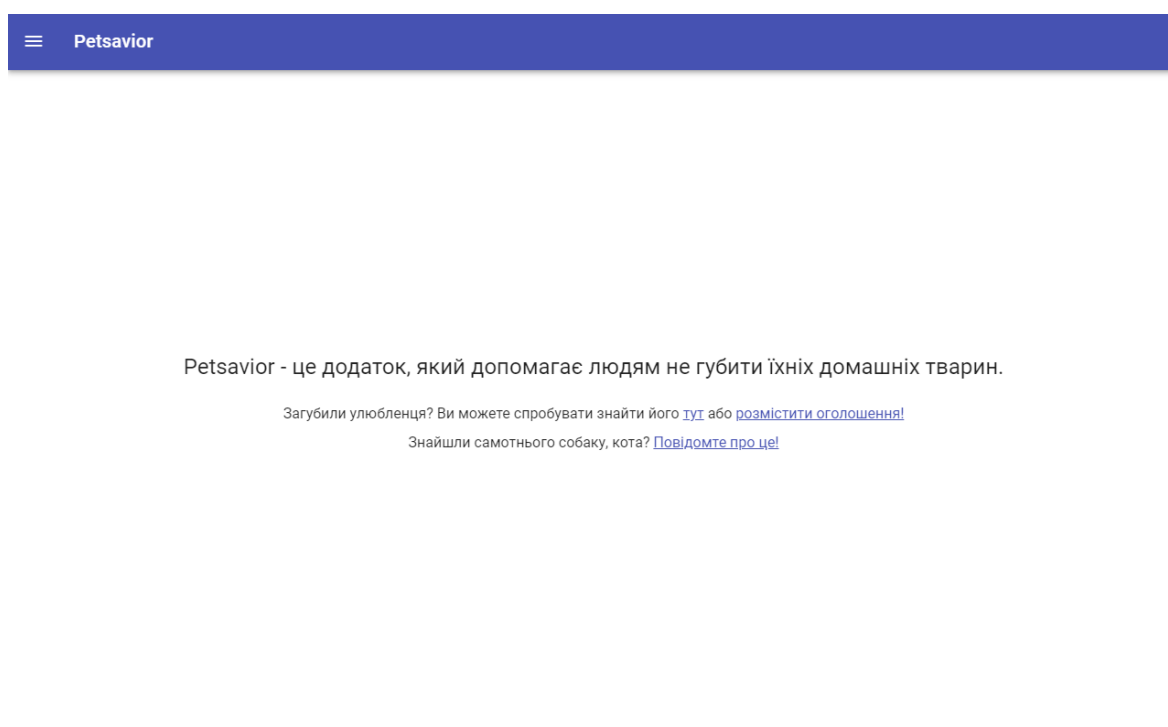 Petsavior
Petsavior - це додаток, який допомагає людям не губити їхніх домашніх тварин.
Загубили улюбленця? Ви можете спробувати знайти його тут або розмістити оголошення!
Знайшли самотнього собаку, кота? Повідомте про це!